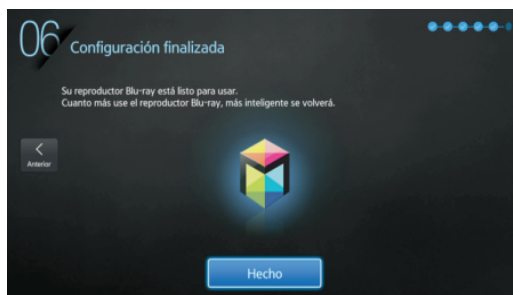 06 Configuración finalizada
Su reproductor Blu-ray está listo para usar.
Cuanto más use el reproductor Blu-ray, más inteligente se volverá.
Anterior
Hecho